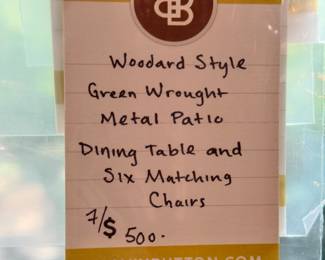 Woodard Style
Green Wrought
Metal Patio
Dining Table and
Six Matching
Chairs
7/$ 500.